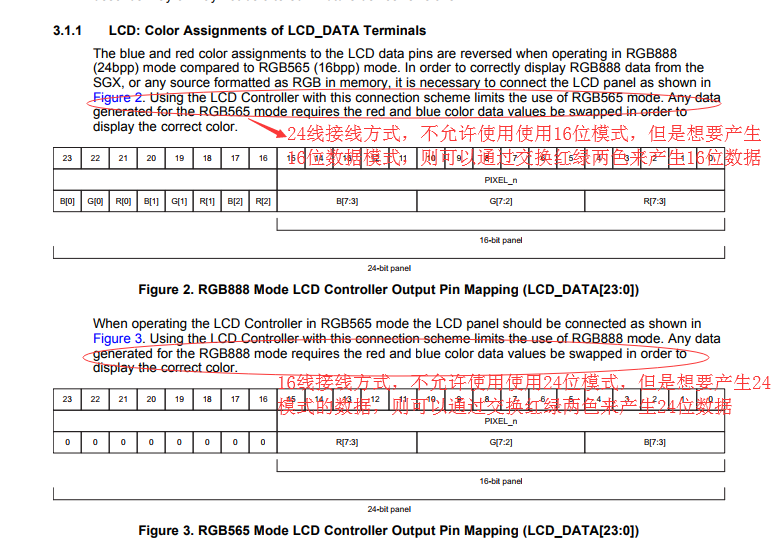 3.1.1 LCD: Color Assignments of LCD_DATA Terminals
The blue and red color assignments to the LCD data pins are reversed when operating in RGB888
(24bpp) mode compared to RGB565 (16bpp) mode. In order to correctly display RGB888 data from the
SGX, or any source formatted as RGB in memory, it is necessary to connect the LCD panel as shown in
Figure 2. Using the LCD Controller with this connection scheme limits the use of RGB565 mode. Any data
generated for the RGB565 mode requires the red and blue color data values be swapped in order to
display the correct color.
24线接线方式，不允许使用使用16位模式，但是想要产生
16位数据模式，则可以通过交换红绿两色来产生16位数据
23 22 21 20 19 18 17 16 15 14 13 12 11 10 9 8 7 6 5 4 3 2 1 0
PIXEL_n
B[0] G[0] R[0] B[1] G[1] R[1] B[2] R[2] B[7:3] G[7:2] R[7:3]
16-bit panel
24-bit panel
Figure 2. RGB888 Mode LCD Controller Output Pin Mapping (LCD_DATA[23:0])
When operating the LCD Controller in RGB565 mode the LCD panel should be connected as shown in
Figure 3. Using the LCD Controller with this connection scheme limits the use of RGB888 mode. Any data
generated for the RGB888 mode requires the red and blue color data values be swapped in order to
display the correct color.
16线接线方式，不允许使用使用24位模式，但是想要产生24
模式的数据，则可以通过交换红绿两色来产生24位数据
23 22 21 20 19 18 17 16 15 14 13 12 11 10 9 8 7 6 5 4 3 2 1 0
PIXEL_n
0 0 0 0 0 0 0 0 R[7:3] G[7:2] B[7:3]
16-bit panel
24-bit panel
Figure 3. RGB565 Mode LCD Controller Output Pin Mapping (LCD_DATA[23:0])